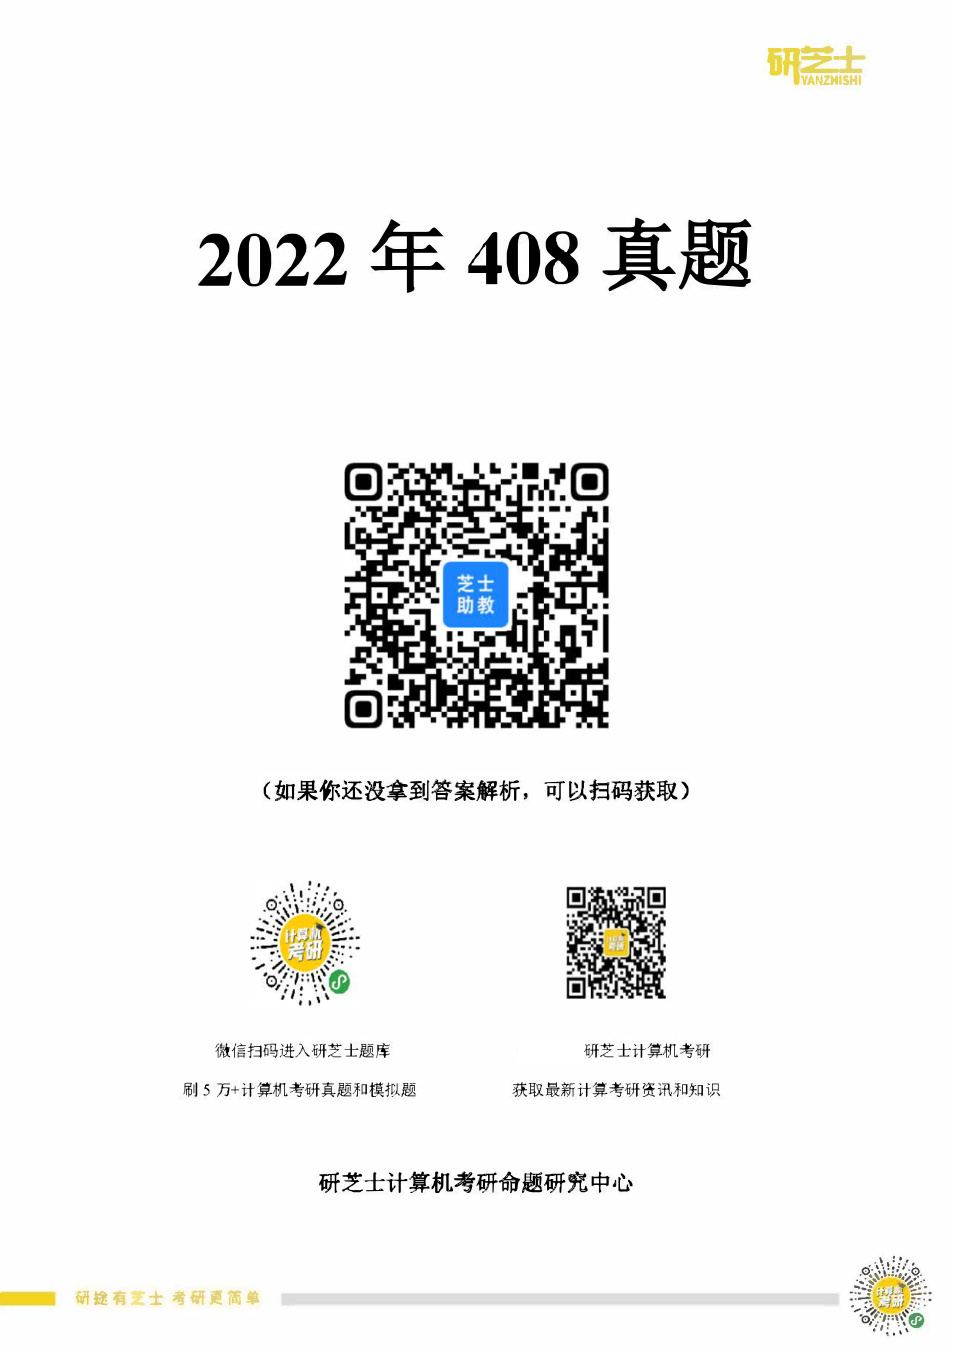 研芝士
YANZHISHI
2022 年 408 真题
芝士
助教
（如果你还没拿到答案解析，可以扫码获取）
计算机
考研
微信扫码进入研芝士题库
研芝士计算机考研
刷 5 万+计算机考研真题和模拟题
获取最新计算考研资讯和知识
研芝士计算机考研命题研究中心
研途有芝士 考研更简单
计算机
考研